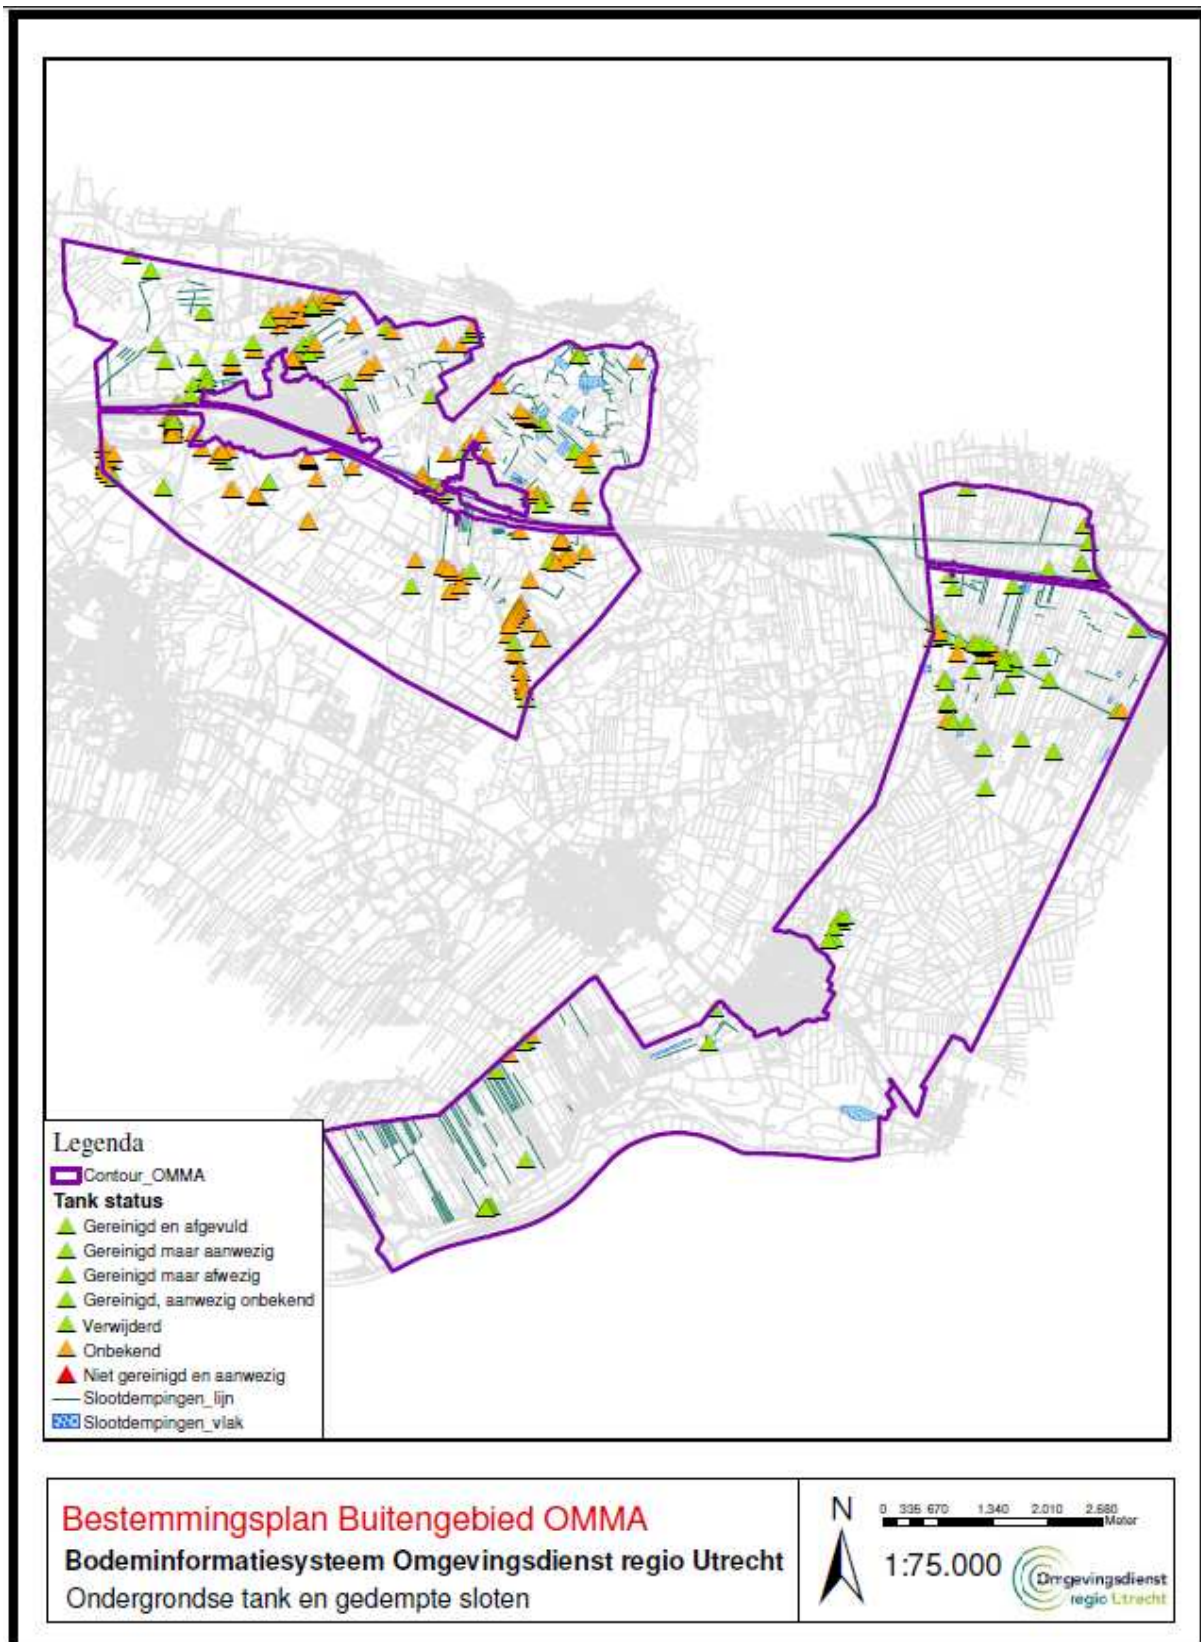 Legenda
Contour_OMMA
Tank status
Gereinigd en afgevuld
Gereinigd maar aanwezig
Gereinigd maar afwezig
Gereinigd, aanwezig onbekend
Verwijderd
Onbekend
Niet gereinigd en aanwezig
Slootdempingen_lijn
Slootdempingen_vlak
Bestemmingsplan Buitengebied OMMA
Bodeminformatiesysteem Omgevingsdienst regio Utrecht
Ondergrondse tank en gedempte sloten
N
0 335 670 1.340 2.010 2.680
Meter
1:75.000
Omgevingsdienst
regio Utrecht